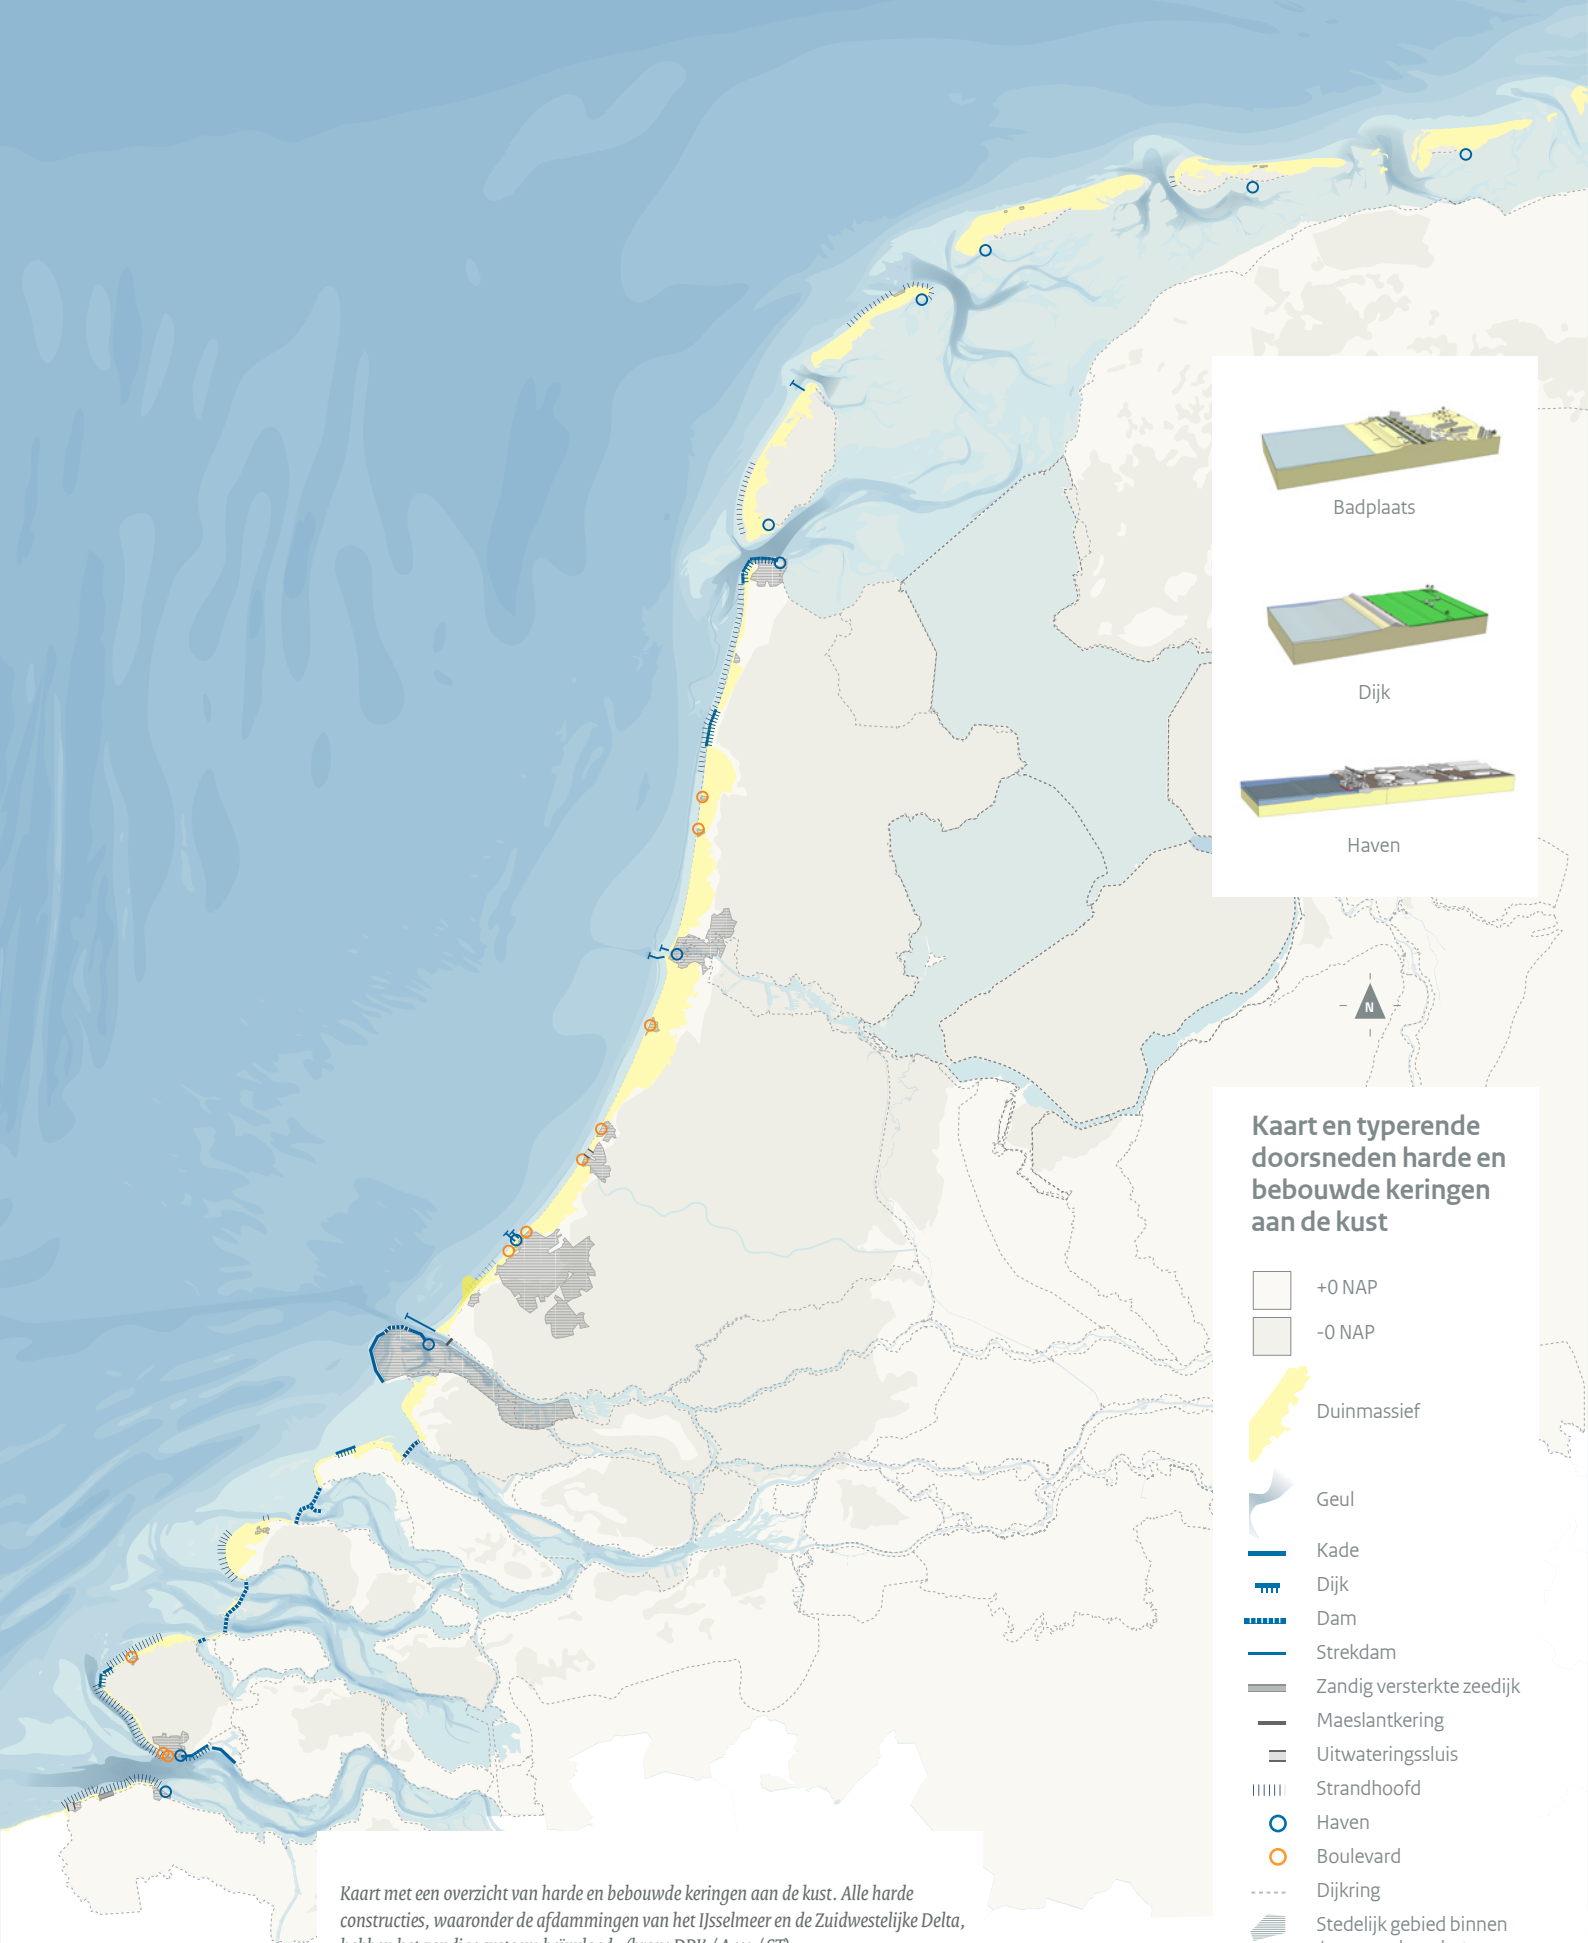 Badplaats
Dijk
Haven
N
Kaart en typerende
doorsneden harde en
bebouwde keringen
aan de kust
+0 NAP
-0 NAP
Duinmassief
Geul
Kade
Dijk
Dam
Strekdam
Zandig versterkte zeedijk
Maeslantkering
Uitwateringssluis
Strandhoofd
Haven
Boulevard
Dijkring
Stedelijk gebied binnen
Kaart met een overzicht van harde en bebouwde keringen aan de kust. Alle harde
constructies, waaronder de afdammingen van het IJsselmeer en de Zuidwestelijke Delta,